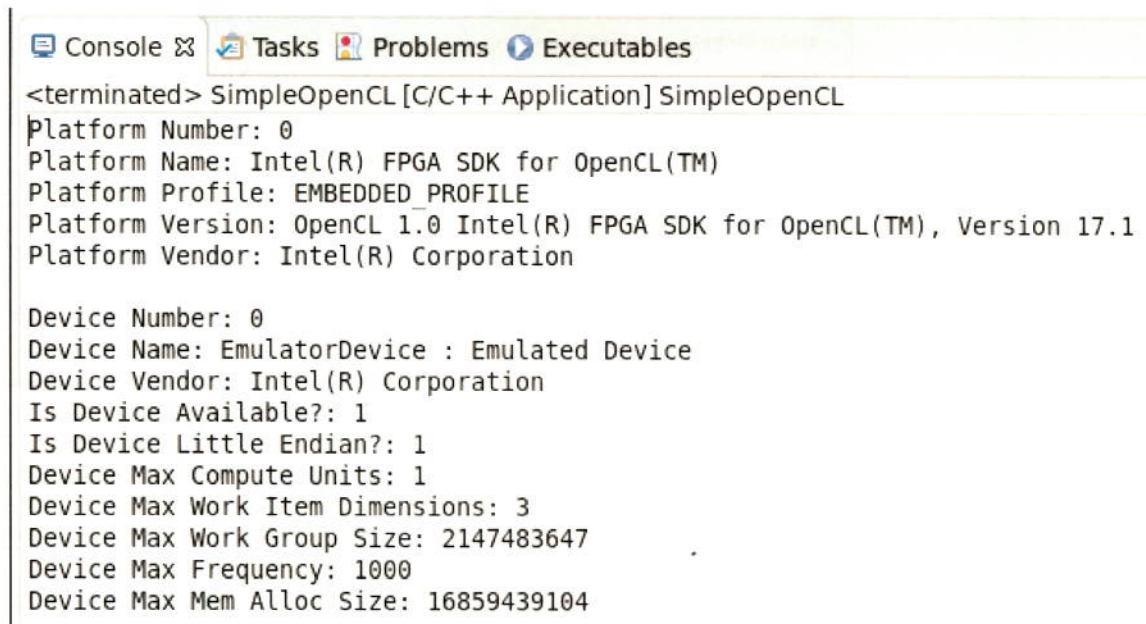 Console Tasks Problems Executables
<terminated> SimpleOpenCL [C/C++ Application] SimpleOpenCL
Platform Number: 0
Platform Name: Intel(R) FPGA SDK for OpenCL(TM)
Platform Profile: EMBEDDED_PROFILE
Platform Version: OpenCL 1.0 Intel(R) FPGA SDK for OpenCL(TM), Version 17.1
Platform Vendor: Intel(R) Corporation

Device Number: 0
Device Name: EmulatorDevice : Emulated Device
Device Vendor: Intel(R) Corporation
Is Device Available?: 1
Is Device Little Endian?: 1
Device Max Compute Units: 1
Device Max Work Item Dimensions: 3
Device Max Work Group Size: 2147483647
Device Max Frequency: 1000
Device Max Mem Alloc Size: 16859439104